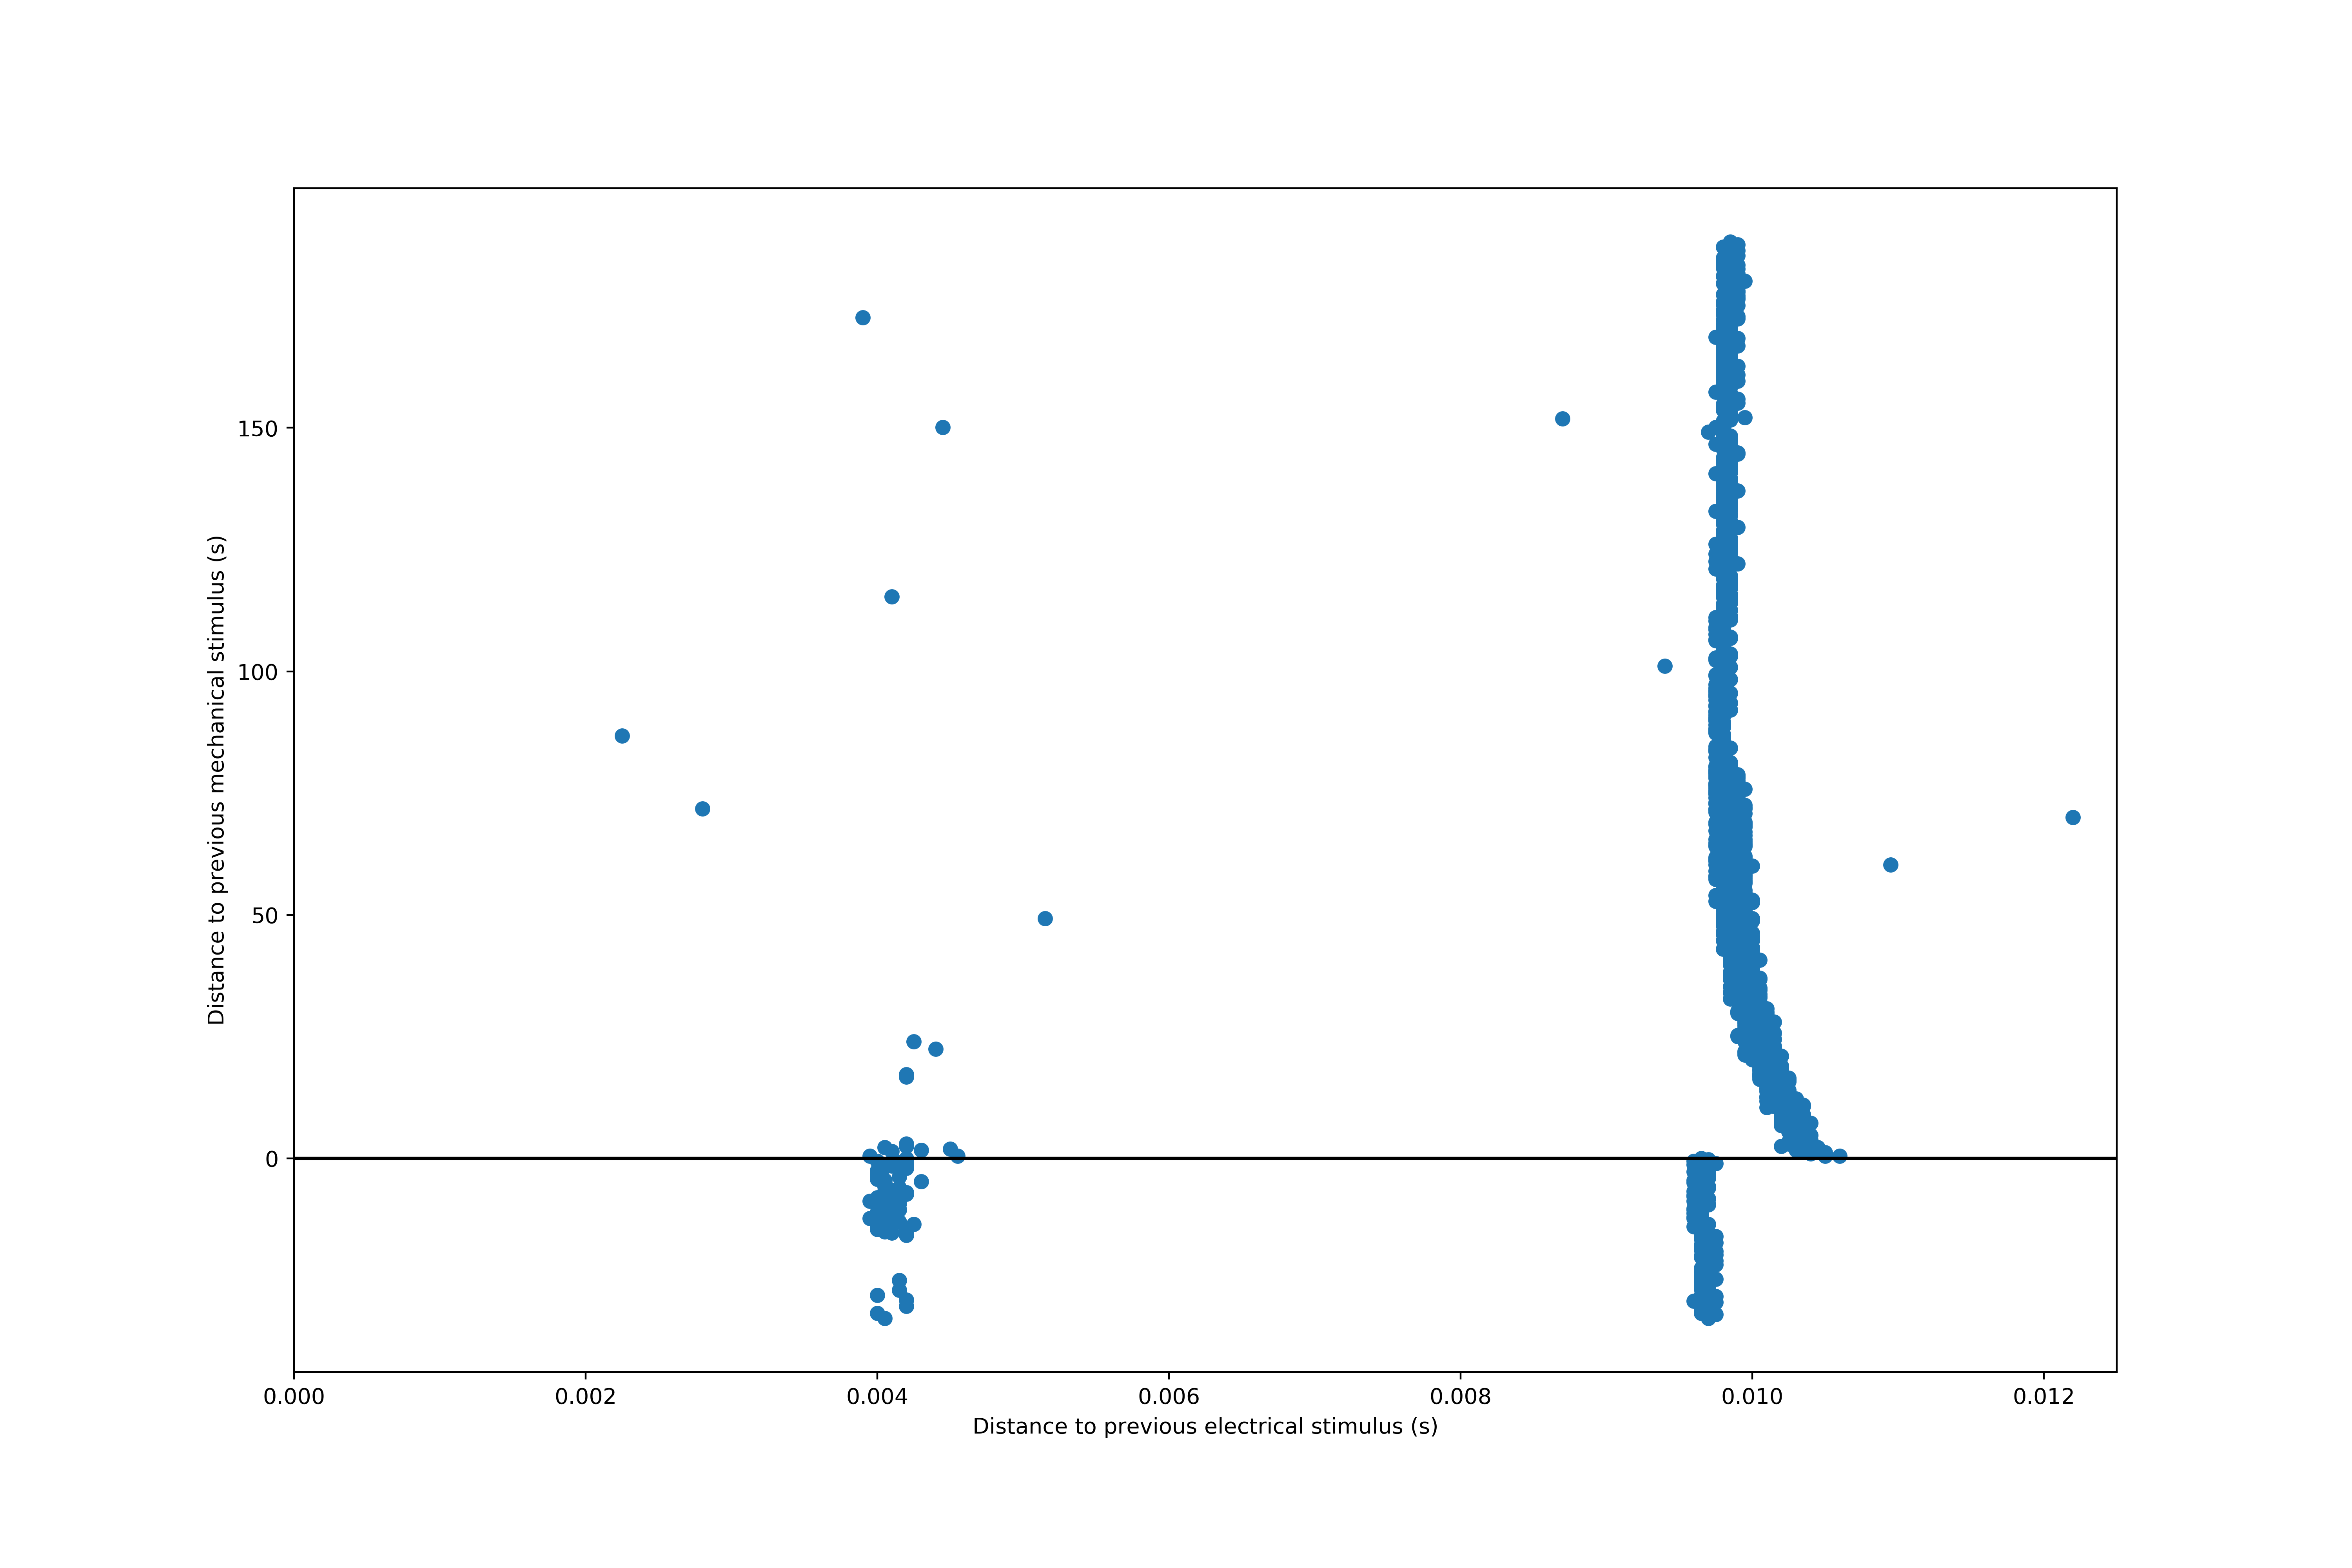 Distance to previous mechanical stimulus (s)
150
100
50
0
0.000 0.002 0.004 0.006 0.008 0.010 0.012
Distance to previous electrical stimulus (s)